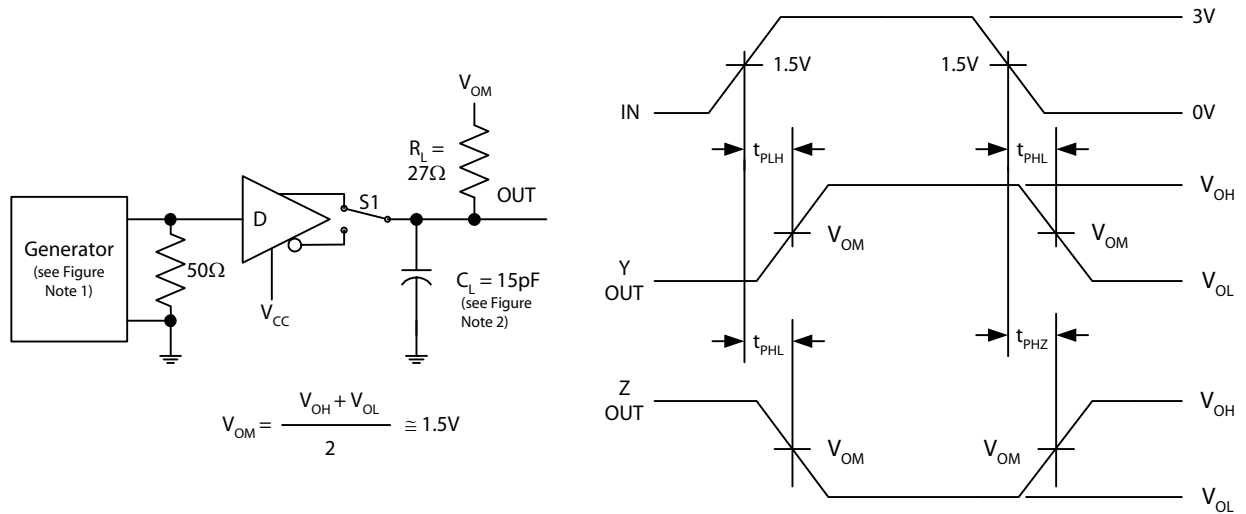 Generator
(see Figure
Note 1)
50Ω
D
V_CC
S1
V_OM
R_L =
27Ω
OUT
C_L = 15pF
(see Figure
Note 2)
V_OM = (V_OH + V_OL) / 2 ≅ 1.5V
IN
1.5V
1.5V
3V
0V
t_PLH
t_PHL
Y
OUT
V_OM
V_OM
V_OH
V_OL
t_PHL
t_PHZ
Z
OUT
V_OM
V_OM
V_OH
V_OL